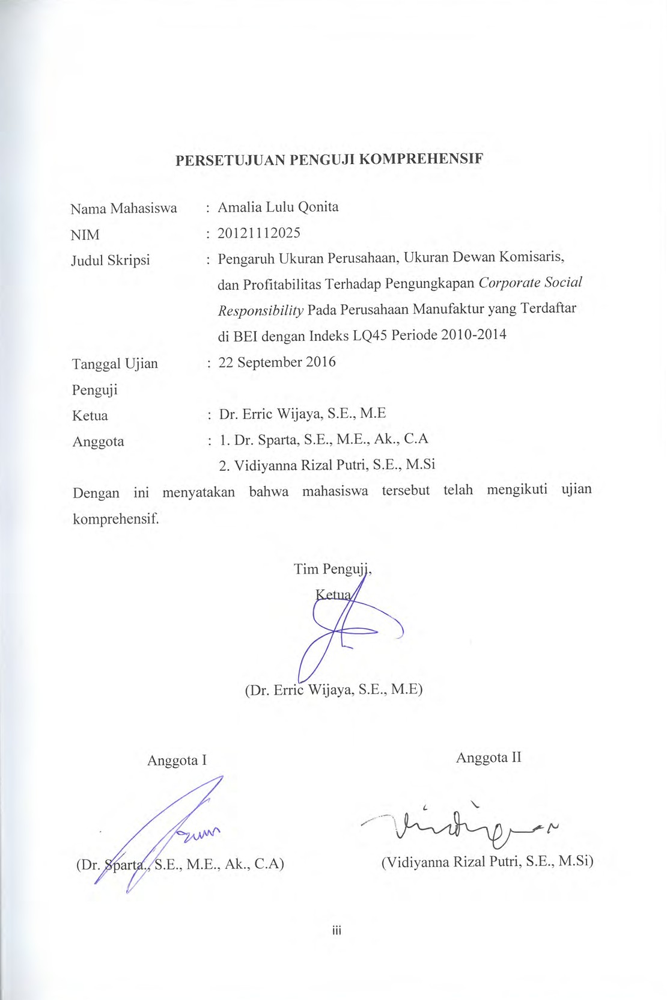 PERSETUJUAN PENGUJI KOMPREHENSIF
Nama Mahasiswa : Amalia Lulu Qonita
NIM : 20121112025
Judul Skripsi : Pengaruh Ukuran Perusahaan, Ukuran Dewan Komisaris,
dan Profitabilitas Terhadap Pengungkapan Corporate Social
Responsibility Pada Perusahaan Manufaktur yang Terdaftar
di BEI dengan Indeks LQ45 Periode 2010-2014
Tanggal Ujian : 22 September 2016
Penguji
Ketua : Dr. Erric Wijaya, S.E., M.E
Anggota : 1. Dr. Sparta, S.E., M.E., Ak., C.A
2. Vidiyanna Rizal Putri, S.E., M.Si
Dengan ini menyatakan bahwa mahasiswa tersebut telah mengikuti ujian
komprehensif.
Tim Penguji,
Ketua
(Dr. Erric Wijaya, S.E., M.E)
Anggota I Anggota II
(Dr. Sparta., S.E., M.E., Ak., C.A) (Vidiyanna Rizal Putri, S.E., M.Si)
iii